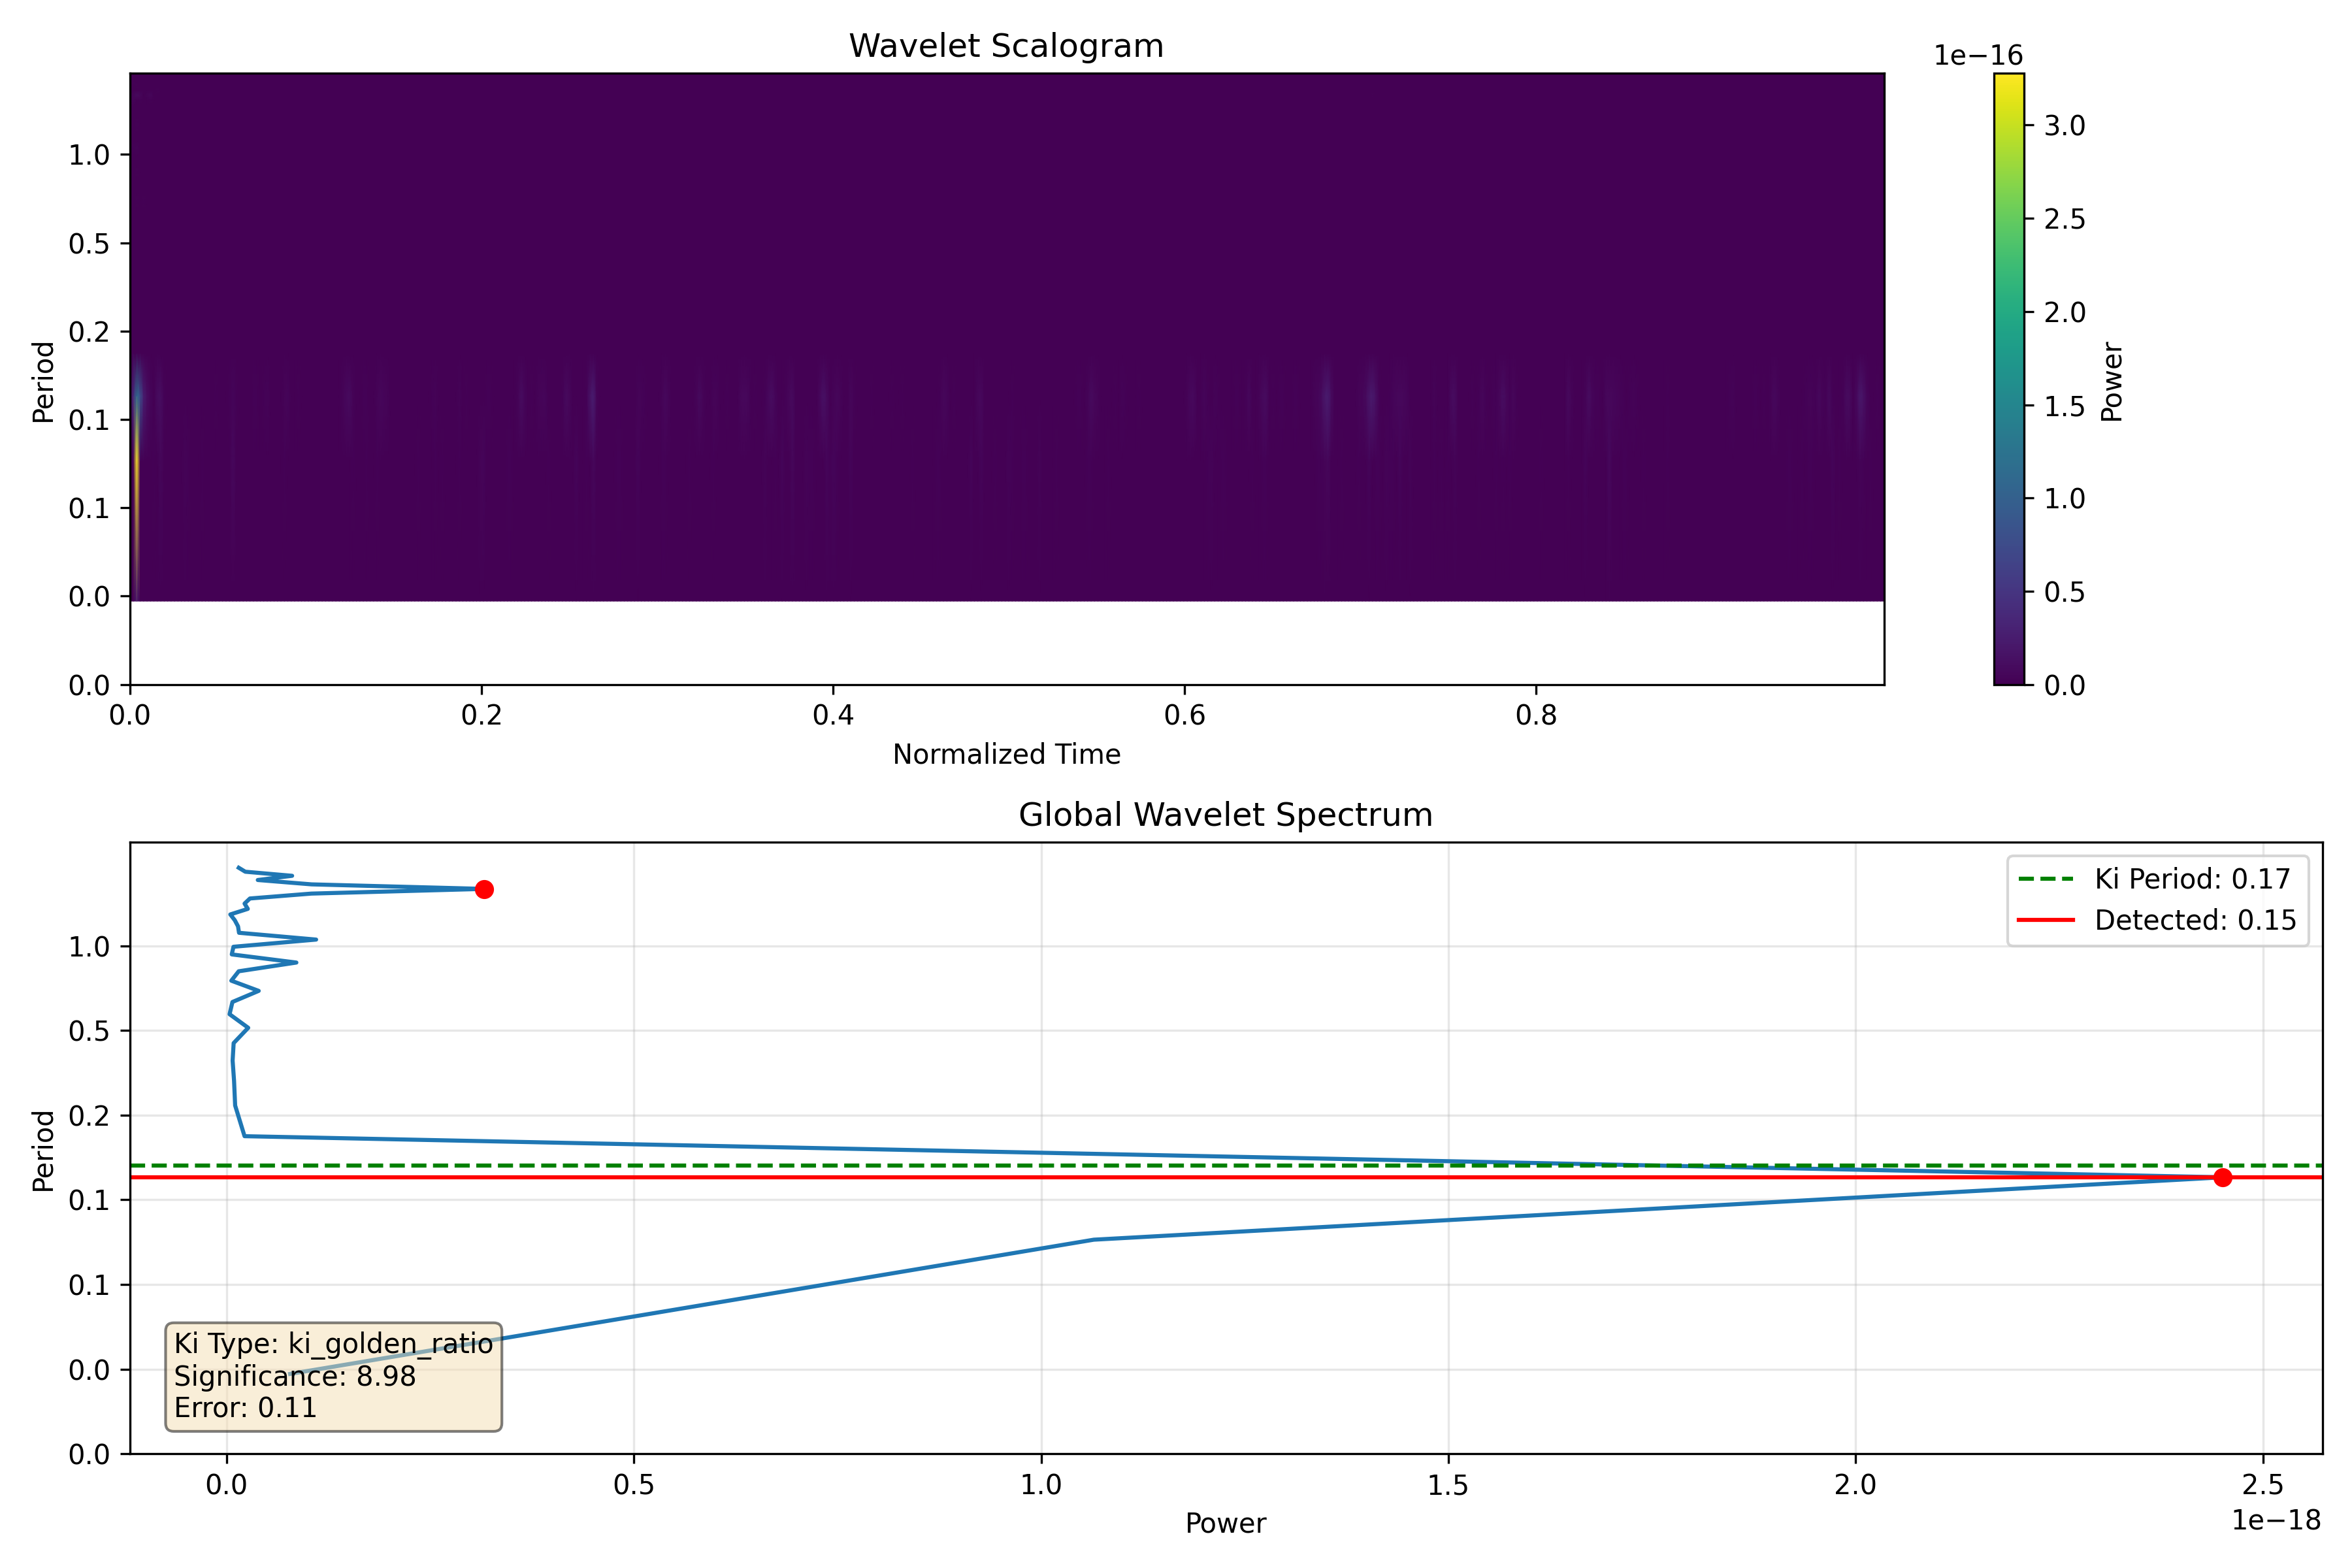 Wavelet Scalogram
1e−16
Period
1.0
0.5
0.2
0.1
0.1
0.0
0.0
0.0
0.2
0.4
0.6
0.8
Normalized Time
3.0
2.5
2.0
1.5
1.0
0.5
0.0
Power
Global Wavelet Spectrum
Period
1.0
0.5
0.2
0.1
0.1
0.0
0.0
Ki Period: 0.17
Detected: 0.15
Ki Type: ki_golden_ratio
Significance: 8.98
Error: 0.11
0.0
0.5
1.0
1.5
2.0
2.5
1e−18
Power